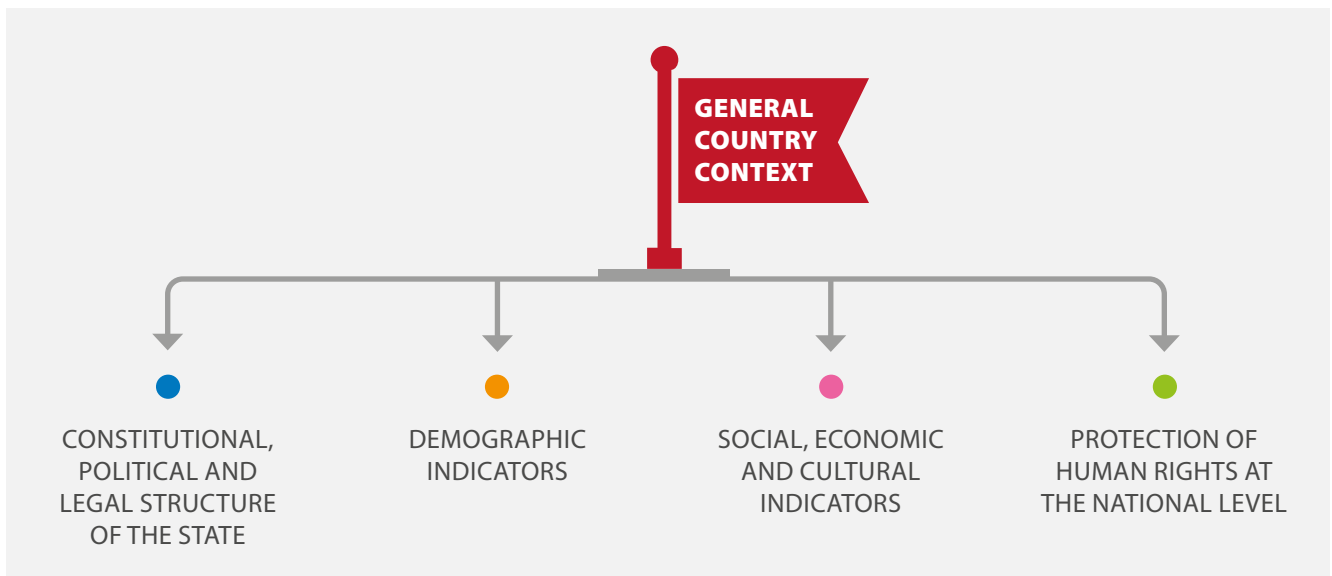 GENERAL
COUNTRY
CONTEXT
CONSTITUTIONAL,
POLITICAL AND
LEGAL STRUCTURE
OF THE STATE
DEMOGRAPHIC
INDICATORS
SOCIAL, ECONOMIC
AND CULTURAL
INDICATORS
PROTECTION OF
HUMAN RIGHTS AT
THE NATIONAL LEVEL